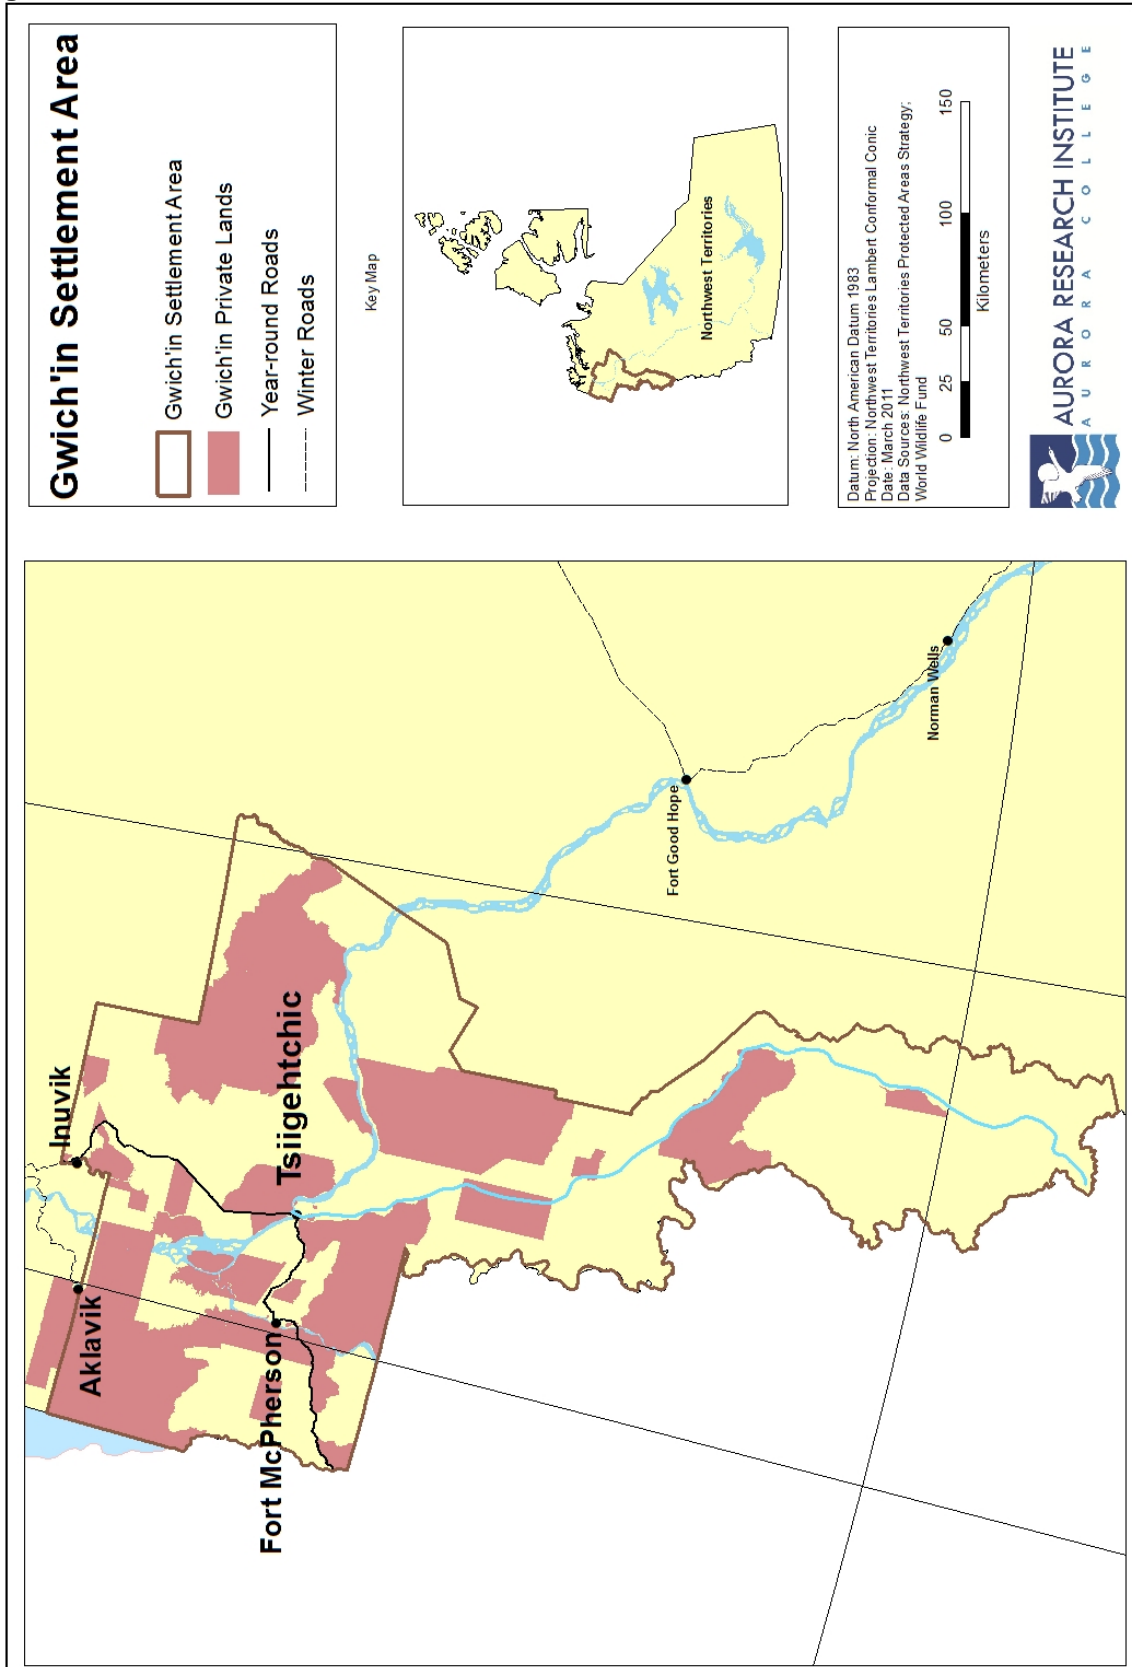 Gwich'in Settlement Area
Gwich'in Settlement Area
Gwich'in Private Lands
Year-round Roads
Winter Roads
Key Map
Northwest Territories
Datum: North American Datum 1983
Projection: Northwest Territories Lambert Conformal Conic
Date: March 2011
Data Sources: Northwest Territories Protected Areas Strategy;
World Wildlife Fund
0 25 50 100 150
Kilometers
AURORA RESEARCH INSTITUTE
AURORA COLLEGE
Inuvik
Aklavik
Tsiigehtchic
Fort McPherson
Fort Good Hope
Norman Wells